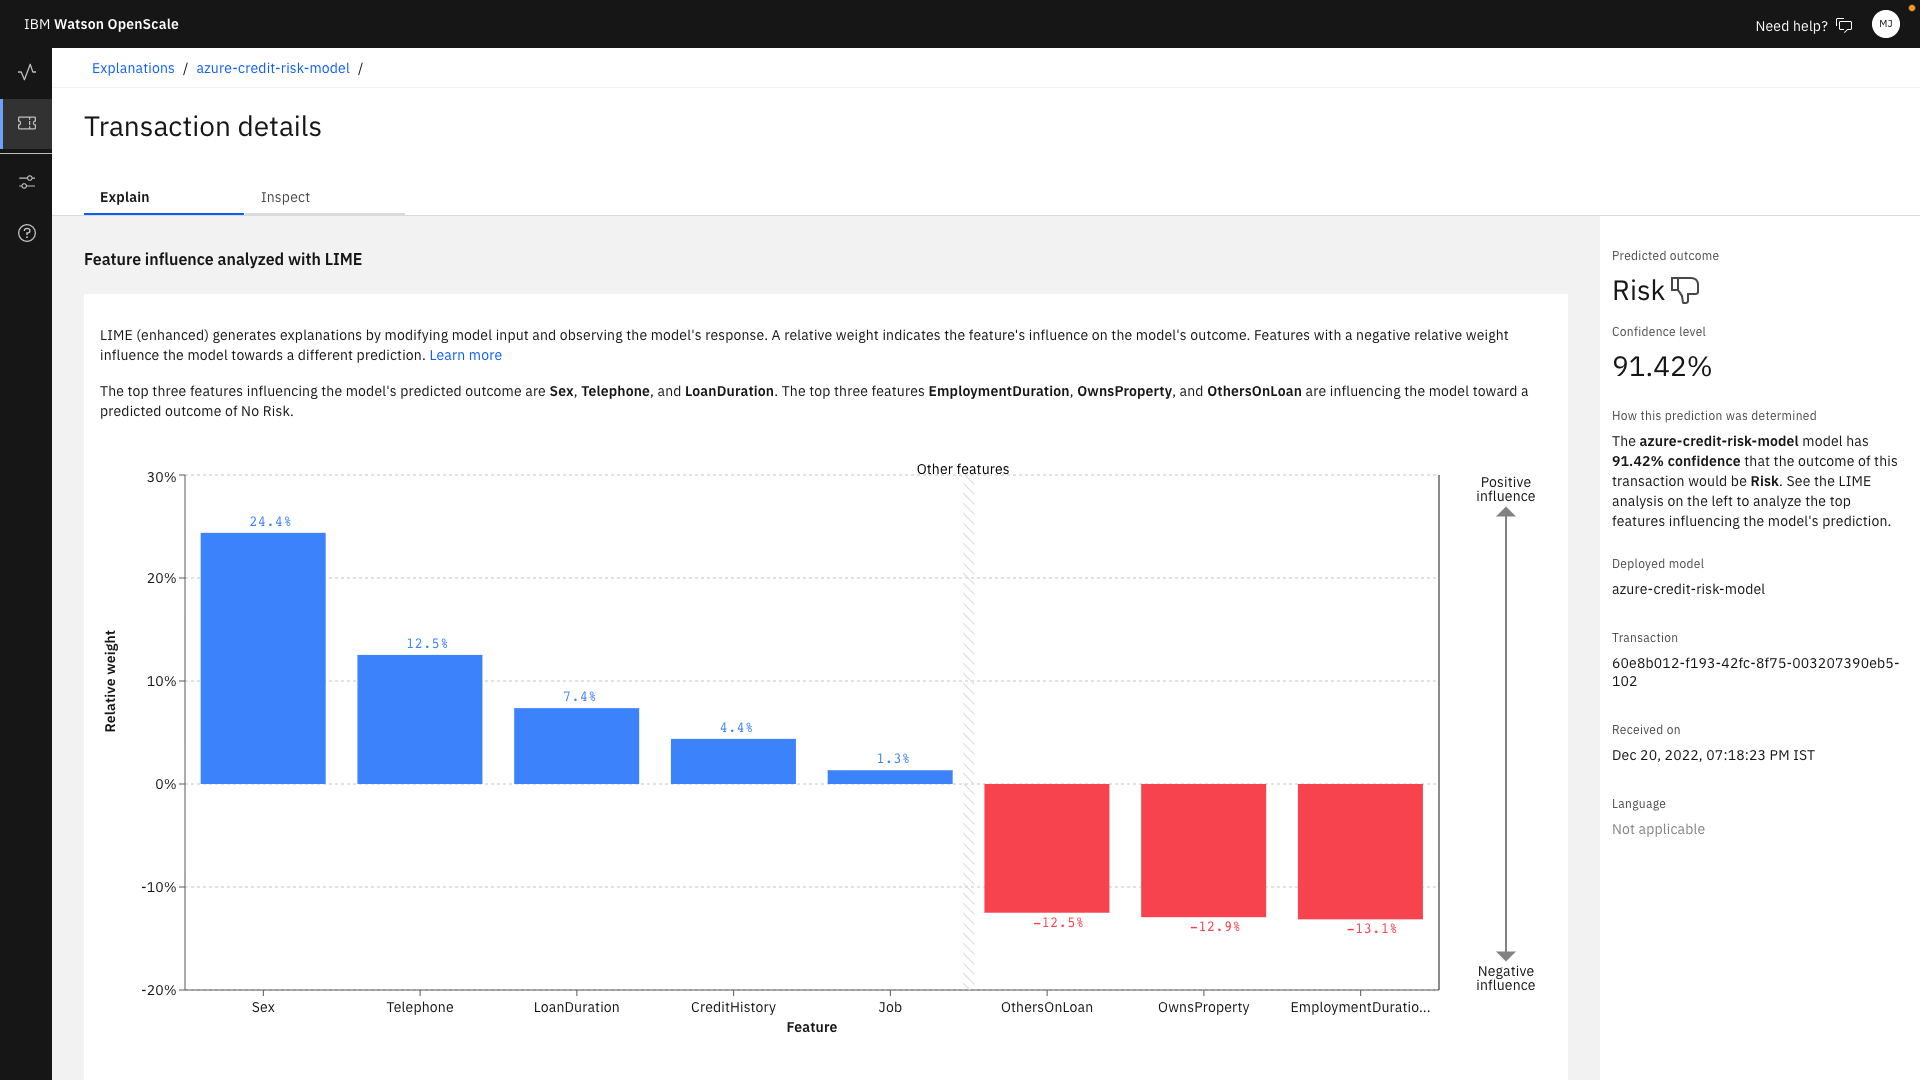 IBM Watson OpenScale
Need help?
MJ
Explanations / azure-credit-risk-model /
Transaction details
Explain
Inspect
Feature influence analyzed with LIME
LIME (enhanced) generates explanations by modifying model input and observing the model's response. A relative weight indicates the feature's influence on the model's outcome. Features with a negative relative weight
influence the model towards a different prediction. Learn more
The top three features influencing the model's predicted outcome are Sex, Telephone, and LoanDuration. The top three features EmploymentDuration, OwnsProperty, and OthersOnLoan are influencing the model toward a
predicted outcome of No Risk.
Other features
30%
20%
10%
0%
-10%
-20%
Relative weight
24.4%
12.5%
7.4%
4.4%
1.3%
-12.5%
-12.9%
-13.1%
Sex
Telephone
LoanDuration
CreditHistory
Job
OthersOnLoan
OwnsProperty
EmploymentDuratio...
Feature
Positive
influence
Negative
influence
Predicted outcome
Risk
Confidence level
91.42%
How this prediction was determined
The azure-credit-risk-model model has
91.42% confidence that the outcome of this
transaction would be Risk. See the LIME
analysis on the left to analyze the top
features influencing the model's prediction.
Deployed model
azure-credit-risk-model
Transaction
60e8b012-f193-42fc-8f75-003207390eb5-
102
Received on
Dec 20, 2022, 07:18:23 PM IST
Language
Not applicable